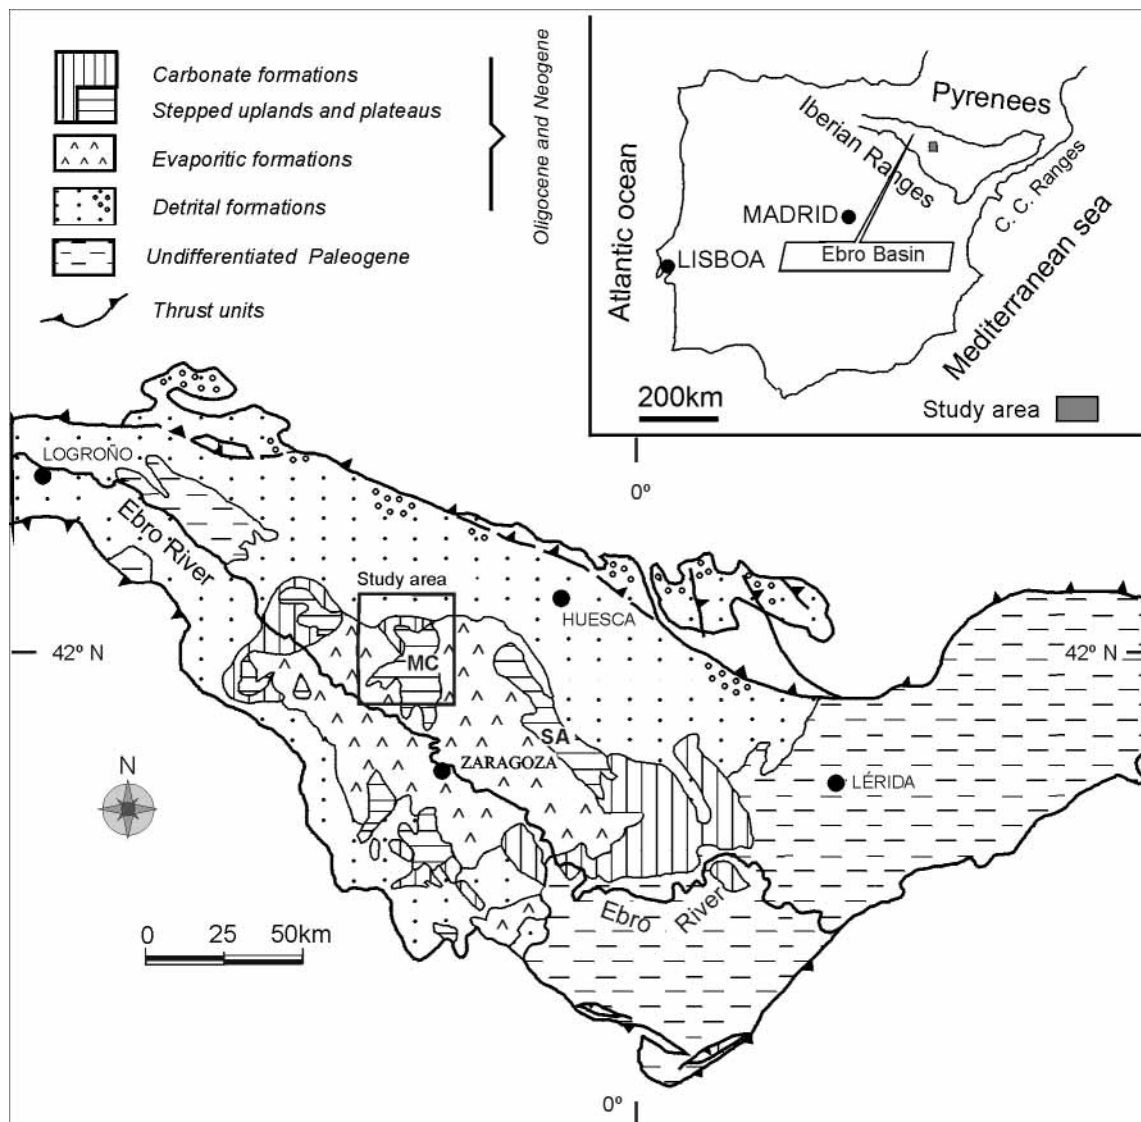 Carbonate formations
Stepped uplands and plateaus
Evaporitic formations
Detrital formations
Undifferentiated Paleogene
Thrust units
Oligocene and Neogene
Pyrenees
Iberian Ranges
C. C. Ranges
Atlantic ocean
MADRID
LISBOA
Ebro Basin
Mediterranean sea
200km
Study area
0º
LOGROÑO
Ebro River
Study area
HUESCA
42º N
MC
42º N
SA
ZARAGOZA
LÉRIDA
N
Ebro River
0 25 50km
0º